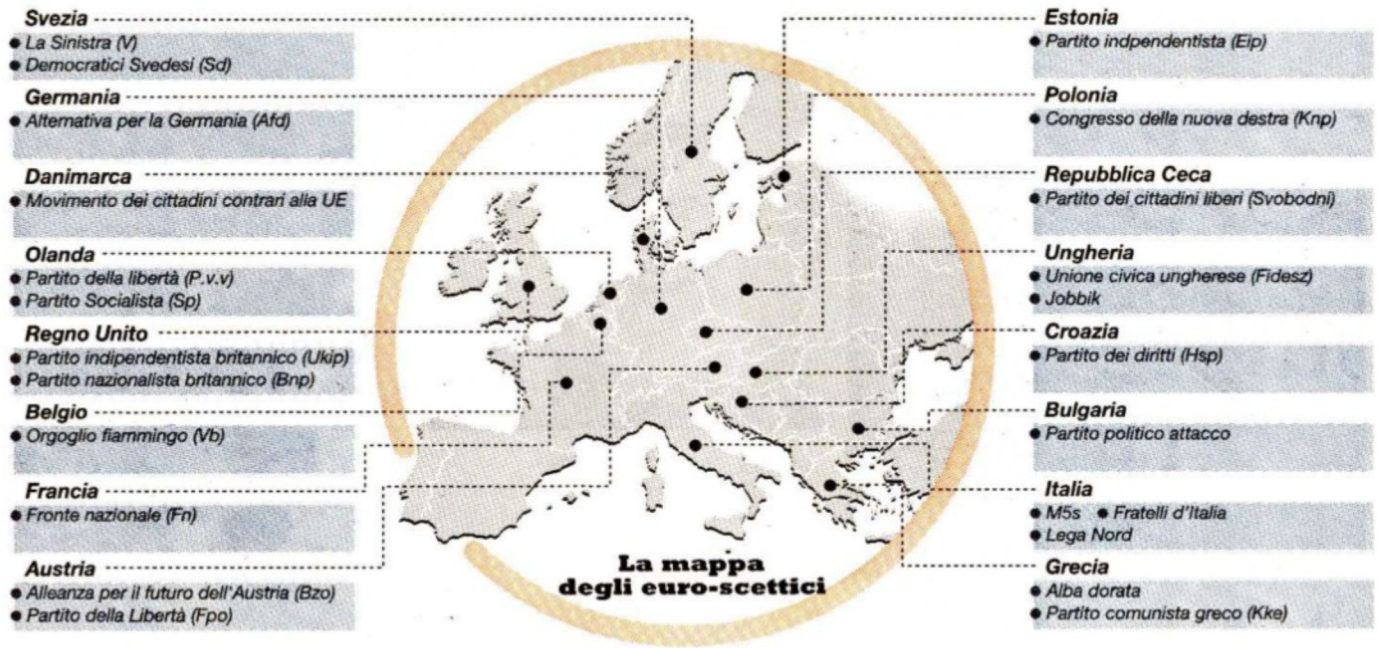 Svezia
• La Sinistra (V)
• Democratici Svedesi (Sd)
Germania
• Alternativa per la Germania (Afd)
Danimarca
• Movimento dei cittadini contrari alla UE
Olanda
• Partito della libertà (P.v.v)
• Partito Socialista (Sp)
Regno Unito
• Partito indipendentista britannico (Ukip)
• Partito nazionalista britannico (Bnp)
Belgio
• Orgoglio fiammingo (Vb)
Francia
• Fronte nazionale (Fn)
Austria
• Alleanza per il futuro dell'Austria (Bzo)
• Partito della Libertà (Fpo)
La mappa
degli euro-scettici
Estonia
• Partito indpendentista (Eip)
Polonia
• Congresso della nuova destra (Knp)
Repubblica Ceca
• Partito dei cittadini liberi (Svobodni)
Ungheria
• Unione civica ungherese (Fidesz)
• Jobbik
Croazia
• Partito dei diritti (Hsp)
Bulgaria
• Partito politico attacco
Italia
• M5s • Fratelli d'Italia
• Lega Nord
Grecia
• Alba dorata
• Partito comunista greco (Kke)